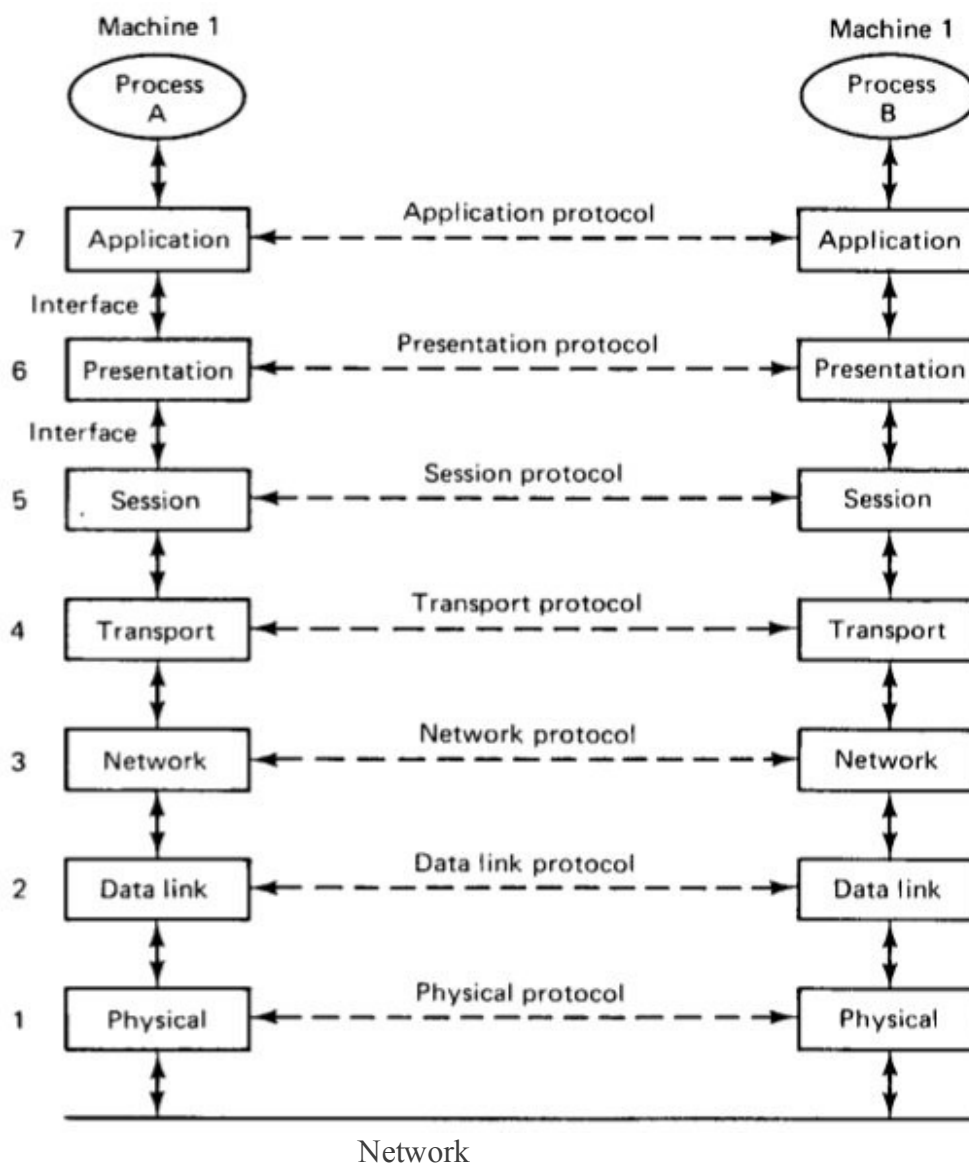 Machine 1
Machine 1
Process
A
Process
B
Application protocol
7
Application
Application
Interface
Presentation protocol
6
Presentation
Presentation
Interface
Session protocol
5
Session
Session
Transport protocol
4
Transport
Transport
Network protocol
3
Network
Network
Data link protocol
2
Data link
Data link
Physical protocol
1
Physical
Physical
Network